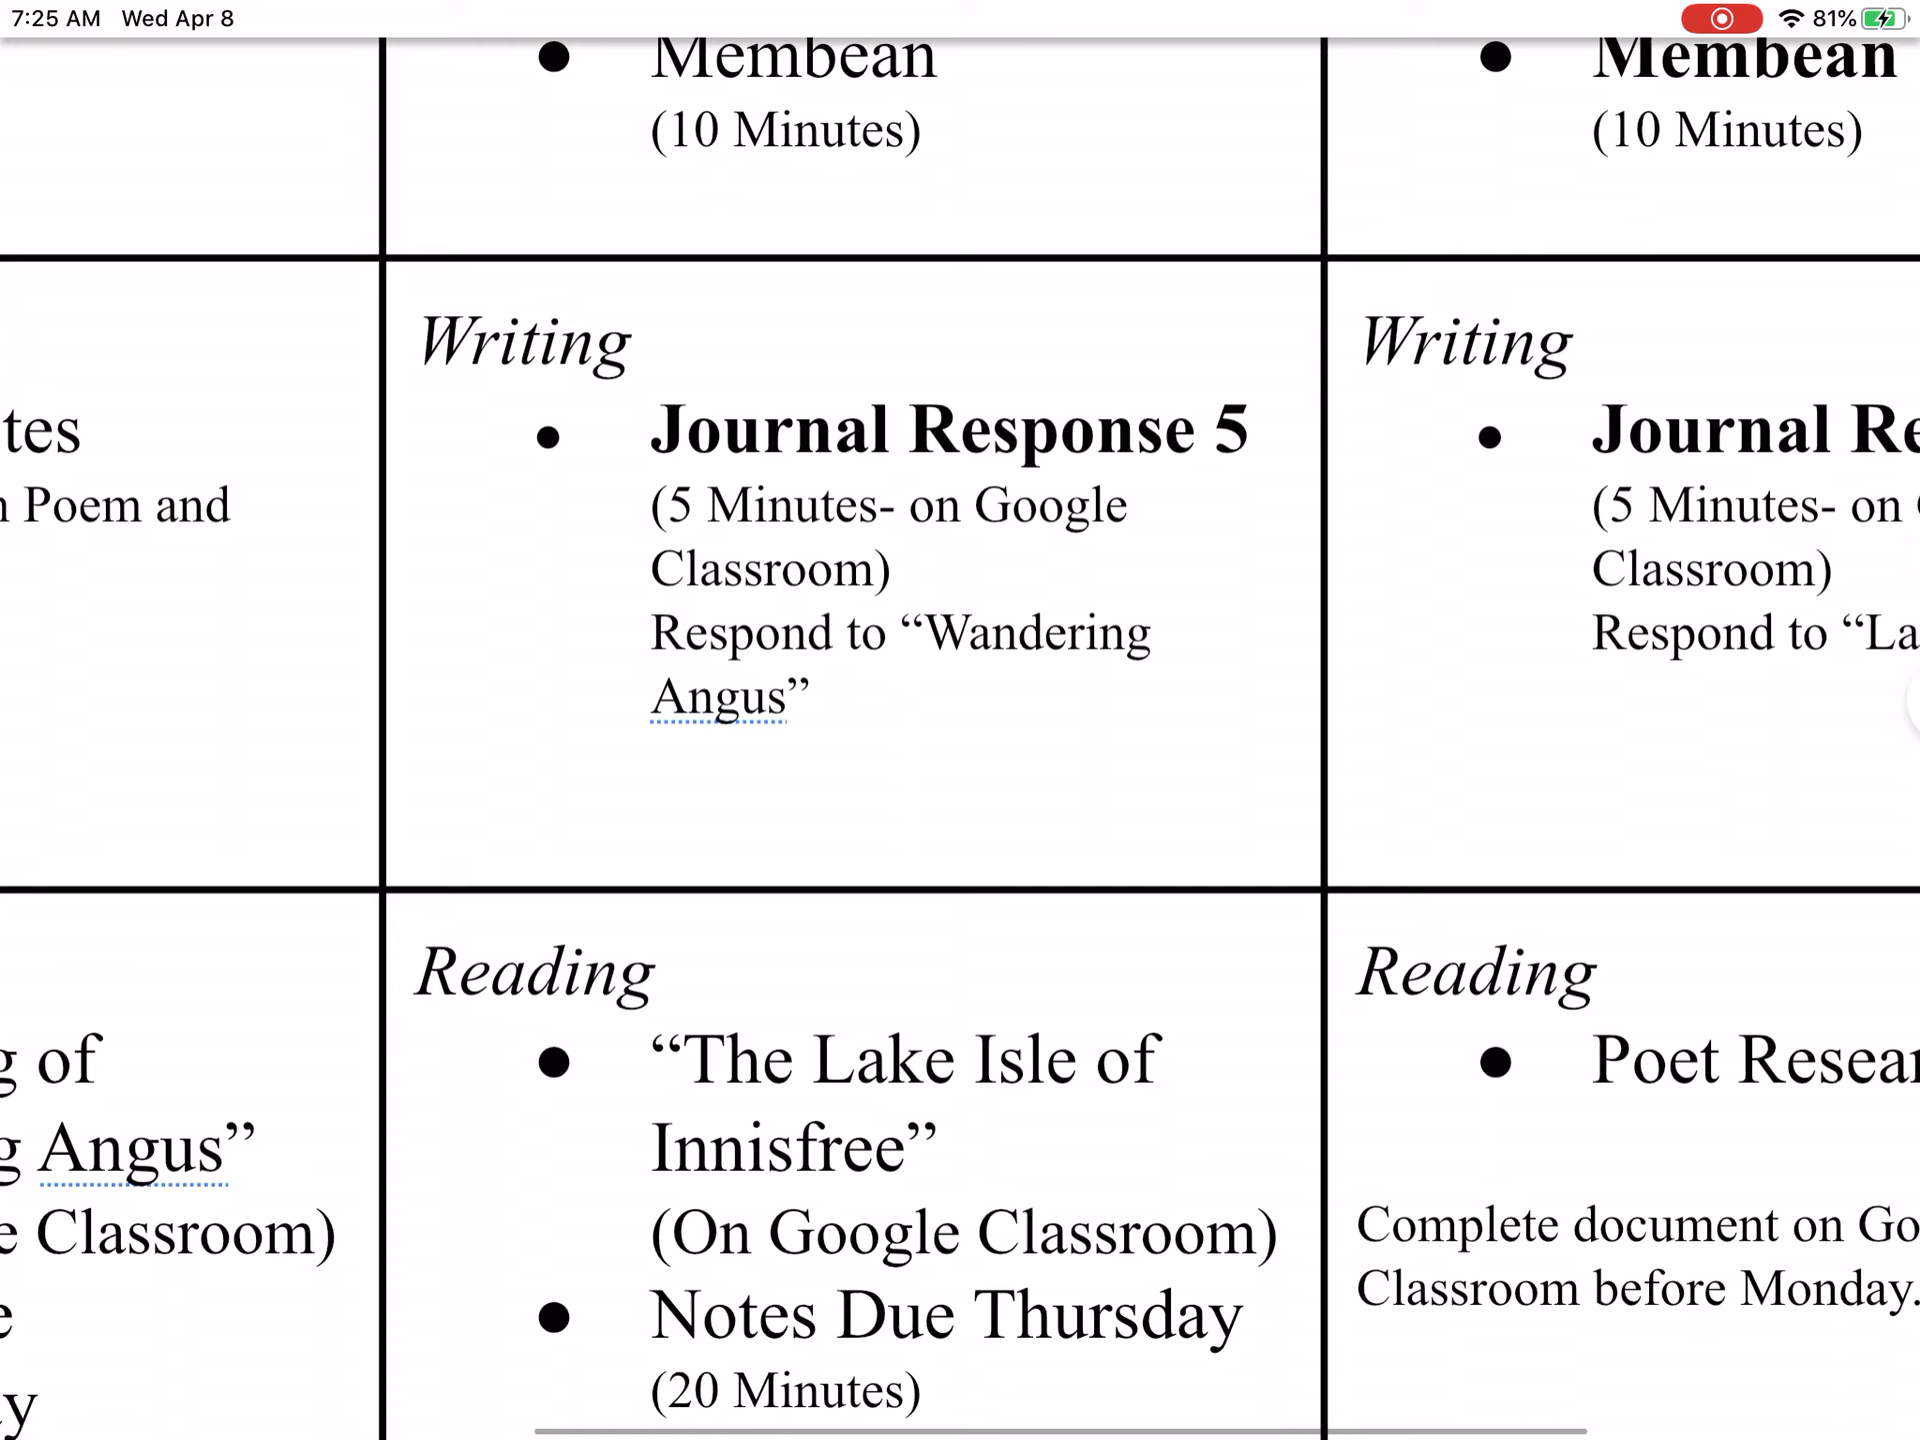 7:25 AM Wed Apr 8
81%
Membean
(10 Minutes)
Membean
(10 Minutes)
tes
Poem and
Writing
Journal Response 5
(5 Minutes- on Google
Classroom)
Respond to “Wandering
Angus”
Writing
Journal Re
(5 Minutes- on
Classroom)
Respond to “La
g of
g Angus”
e Classroom)
e
y
Reading
“The Lake Isle of
Innisfree”
(On Google Classroom)
Notes Due Thursday
(20 Minutes)
Reading
Poet Resear
Complete document on Go
Classroom before Monday.